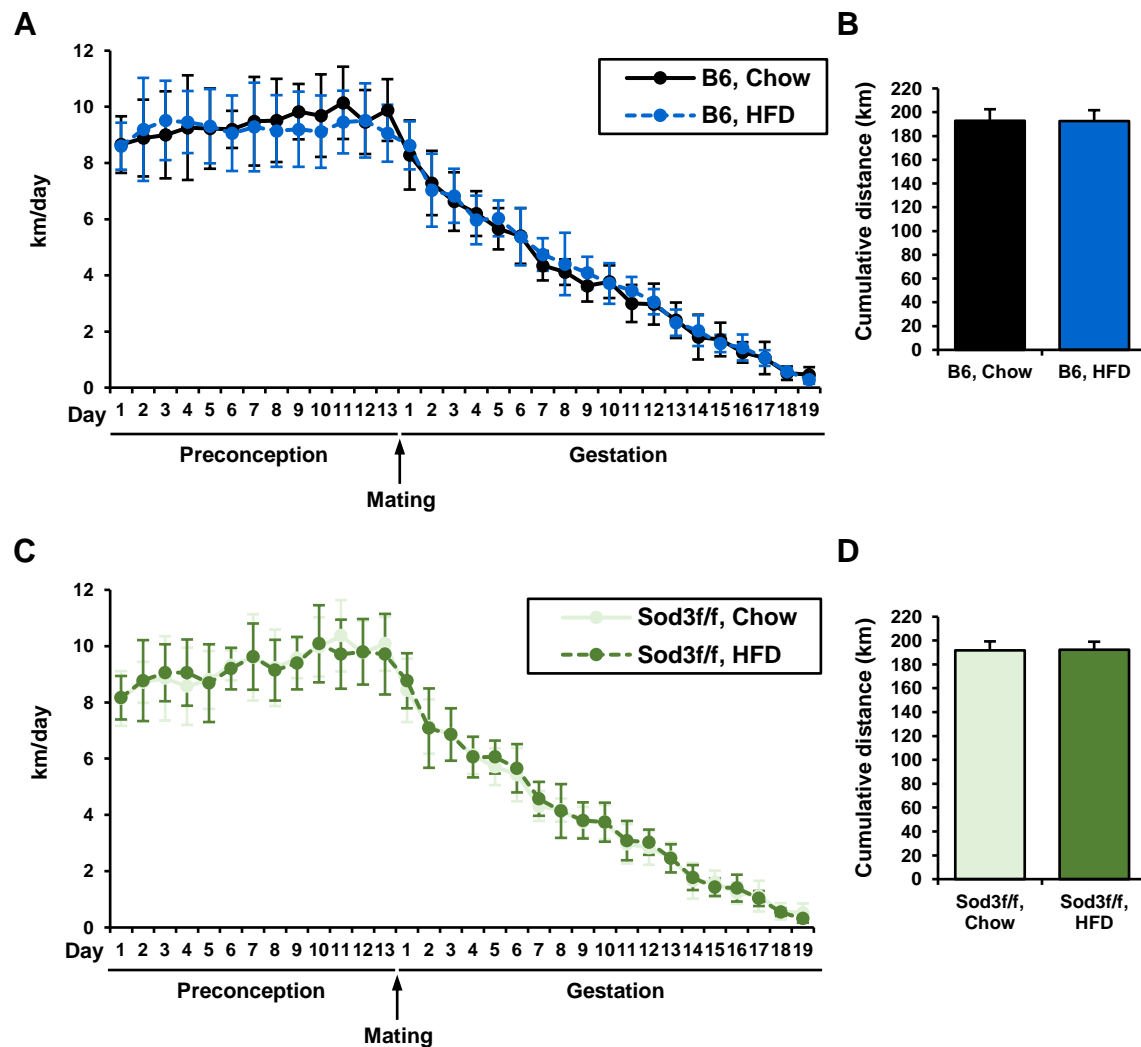 A
B6, Chow
B6, HFD
km/day
12
10
8
6
4
2
0
Day 1 2 3 4 5 6 7 8 9 10 11 12 13 1 2 3 4 5 6 7 8 9 10 11 12 13 14 15 16 17 18 19
Preconception Gestation
Mating
B
Cumulative distance (km)
220
200
180
160
140
120
100
80
60
40
20
0
B6, Chow B6, HFD
C
Sod3f/f, Chow
Sod3f/f, HFD
km/day
12
10
8
6
4
2
0
Day 1 2 3 4 5 6 7 8 9 10 11 12 13 1 2 3 4 5 6 7 8 9 10 11 12 13 14 15 16 17 18 19
Preconception Gestation
Mating
D
Cumulative distance (km)
220
200
180
160
140
120
100
80
60
40
20
0
Sod3f/f, Sod3f/f,
Chow HFD